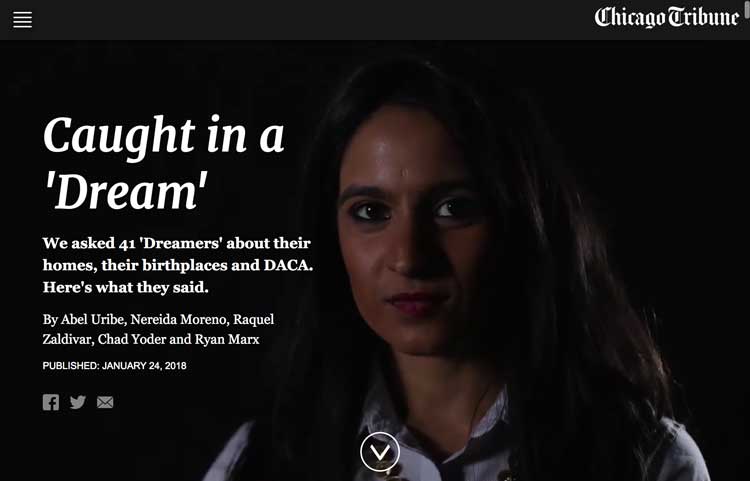 Chicago Tribune
Caught in a
'Dream'
We asked 41 'Dreamers' about their
homes, their birthplaces and DACA.
Here's what they said.
By Abel Uribe, Nereida Moreno, Raquel
Zaldivar, Chad Yoder and Ryan Marx
PUBLISHED: JANUARY 24, 2018